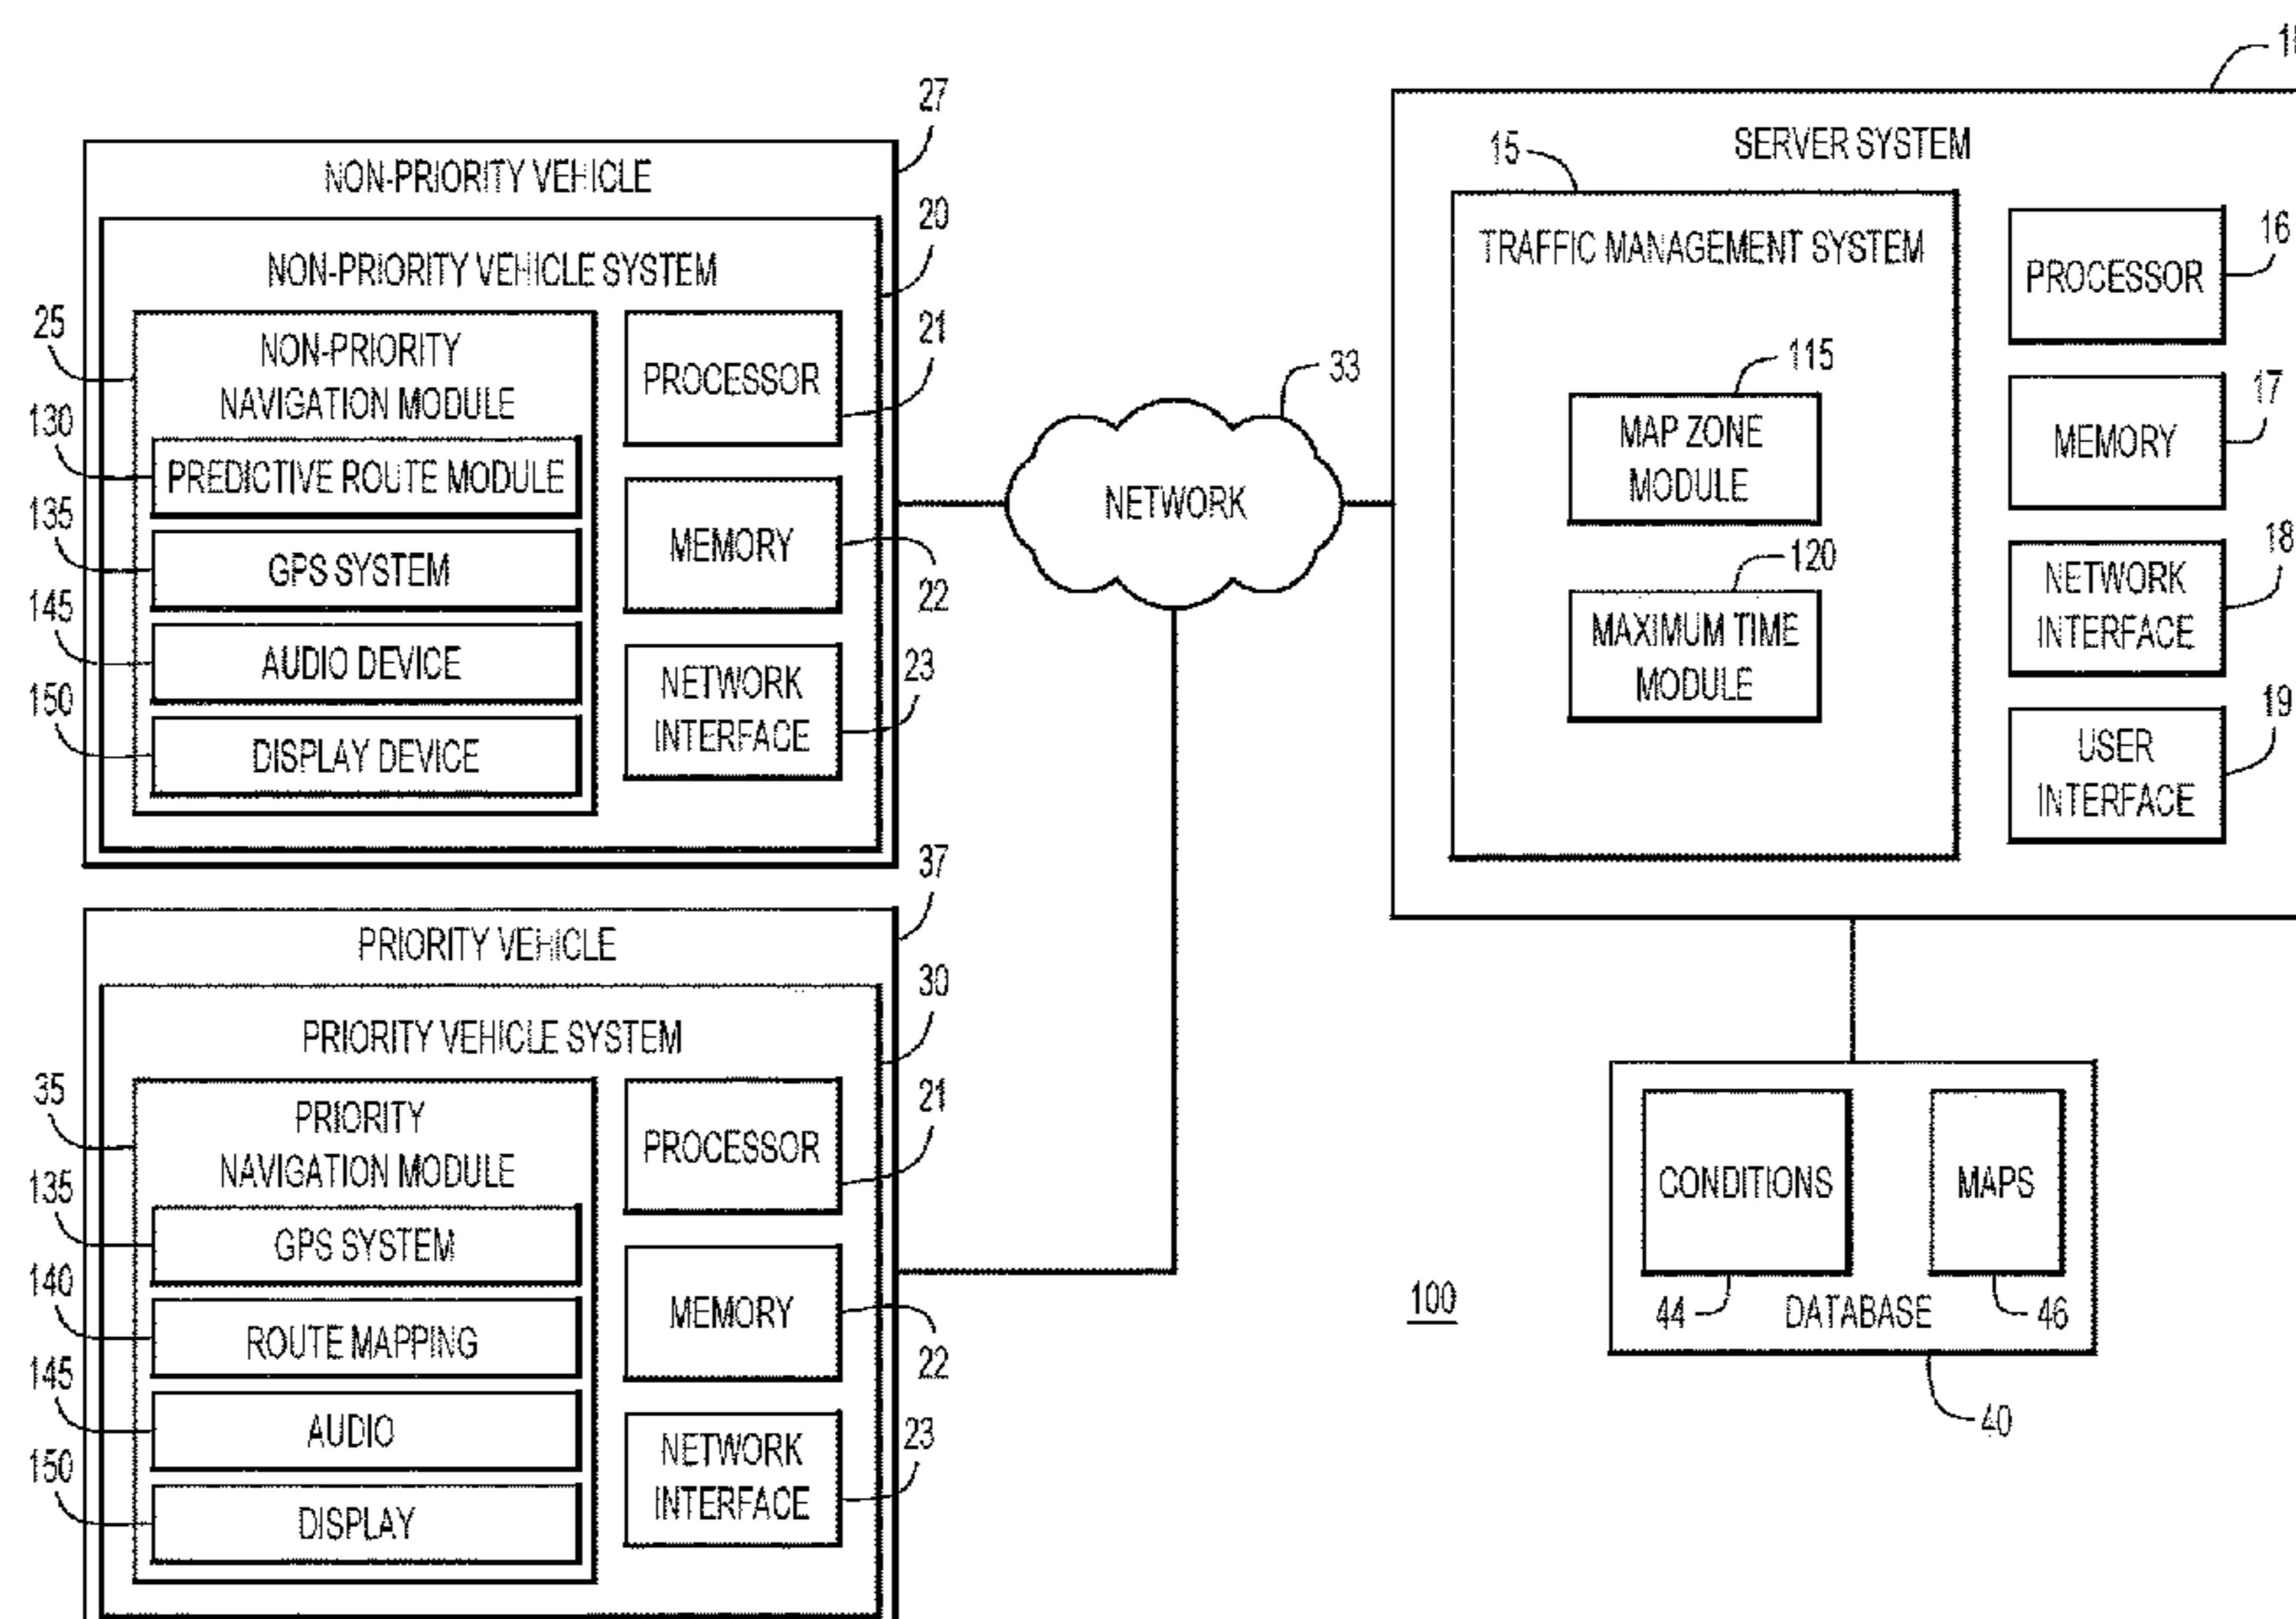 27
NON-PRIORITY VEHICLE
20
NON-PRIORITY VEHICLE SYSTEM
25
NON-PRIORITY
NAVIGATION MODULE
21
PROCESSOR
130
PREDICTIVE ROUTE MODULE
135
GPS SYSTEM
MEMORY
22
145
AUDIO DEVICE
23
NETWORK
INTERFACE
150
DISPLAY DEVICE
37
PRIORITY VEHICLE
30
PRIORITY VEHICLE SYSTEM
35
PRIORITY
NAVIGATION MODULE
21
PROCESSOR
135
GPS SYSTEM
140
ROUTE MAPPING
MEMORY
22
145
AUDIO
23
NETWORK
INTERFACE
150
DISPLAY
33
NETWORK
SERVER SYSTEM
15
TRAFFIC MANAGEMENT SYSTEM
115
MAP ZONE
MODULE
120
MAXIMUM TIME
MODULE
16
PROCESSOR
17
MEMORY
18
NETWORK
INTERFACE
19
USER
INTERFACE
CONDITIONS
MAPS
44
DATABASE
46
40
100